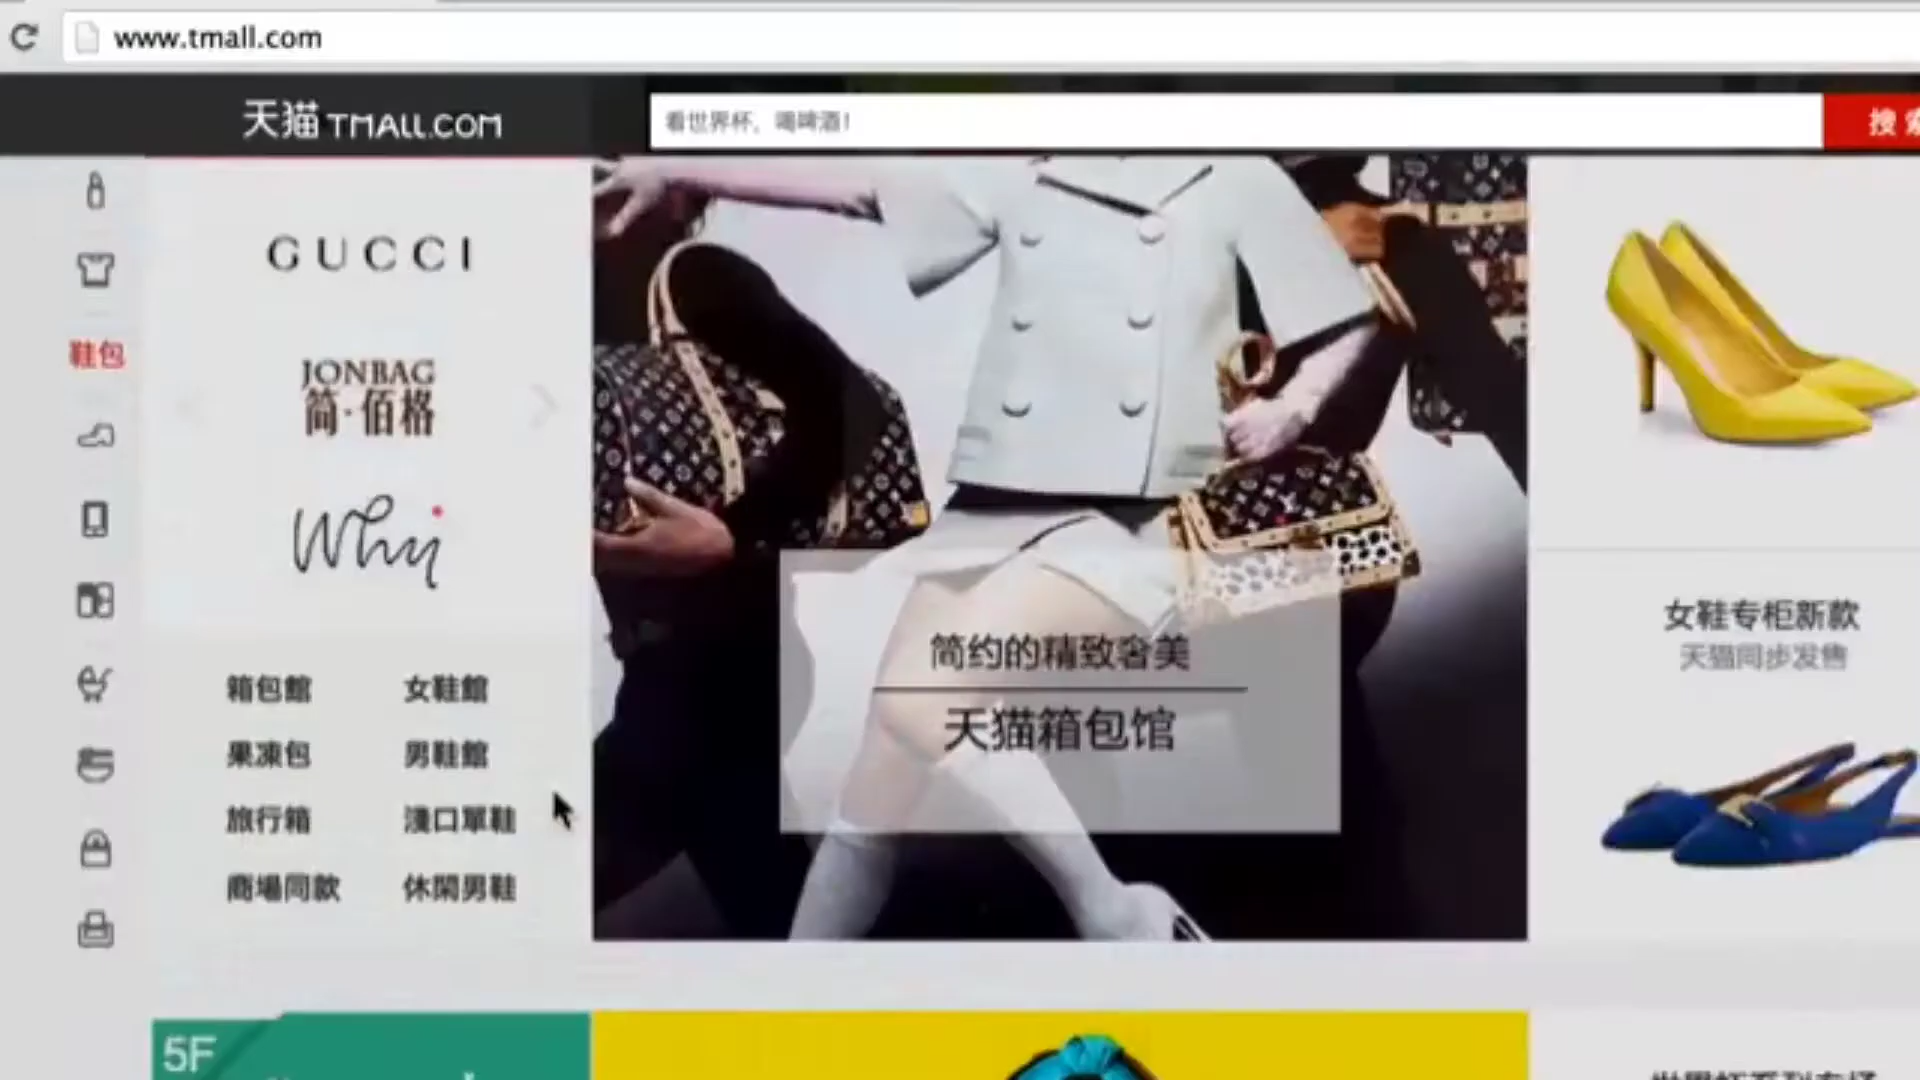 www.tmall.com
天猫 TMALL.COM
看世界杯，喝啤酒！
搜索
GUCCI
鞋包
JONBAG
简·佰格
Why
箱包館 女鞋館
果凍包 男鞋館
旅行箱 淺口單鞋
商場同款 休閑男鞋
简约的精致奢美
天猫箱包馆
女鞋专柜新款
天猫同步发售
5F